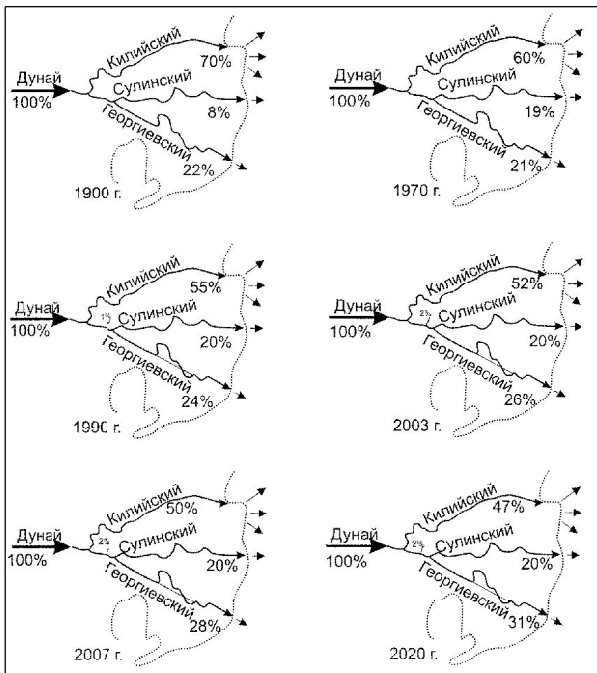 Килийский
70%
Дунай
100%
Сулинский
8%
Георгиевский
22%
1900 г.
Килийский
60%
Дунай
100%
Сулинский
19%
Георгиевский
21%
1970 г.
Килийский
55%
Дунай
100%
1%
Сулинский
20%
Георгиевский
24%
1990 г.
Килийский
52%
Дунай
100%
2%
Сулинский
20%
Георгиевский
26%
2003 г.
Килийский
50%
Дунай
100%
2%
Сулинский
20%
Георгиевский
28%
2007 г.
Килийский
47%
Дунай
100%
2%
Сулинский
20%
Георгиевский
31%
2020 г.